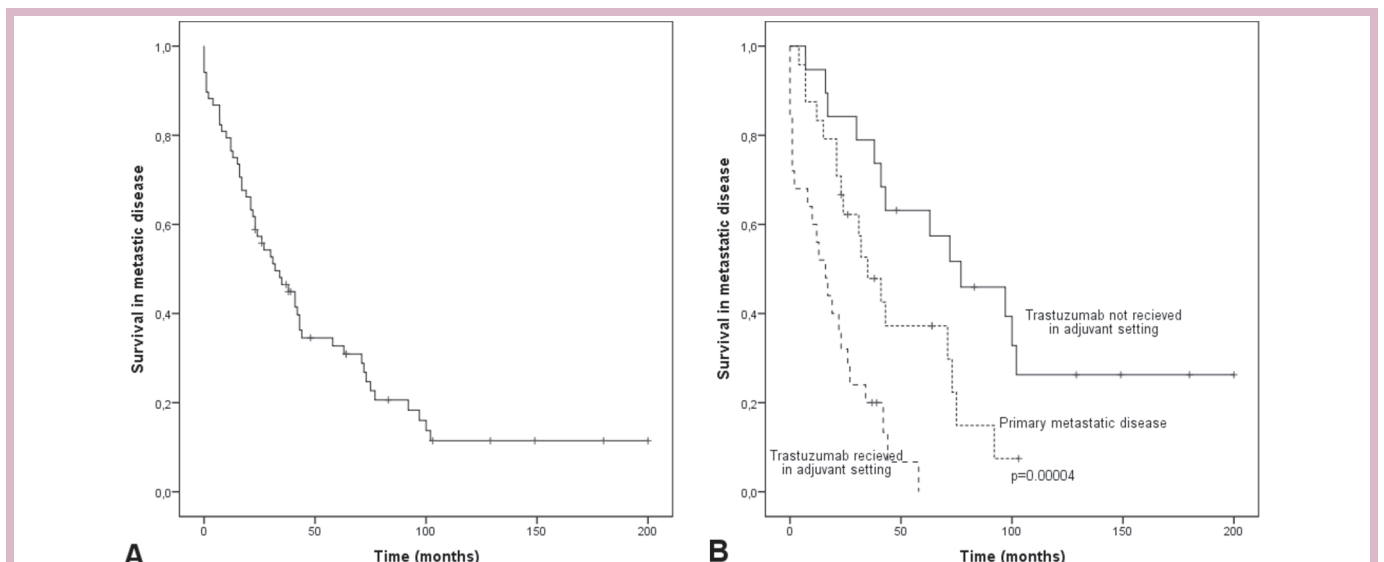 1,0
0,8
0,6
0,4
0,2
0,0
Survival in metastic disease
0
50
100
150
200
Time (months)
A
1,0
0,8
0,6
0,4
0,2
0,0
Survival in metastatic disease
Trastuzumab not recieved
in adjuvant setting
Primary metastatic disease
Trastuzumab recieved
in adjuvant setting
p=0.00004
0
50
100
150
200
Time (months)
B